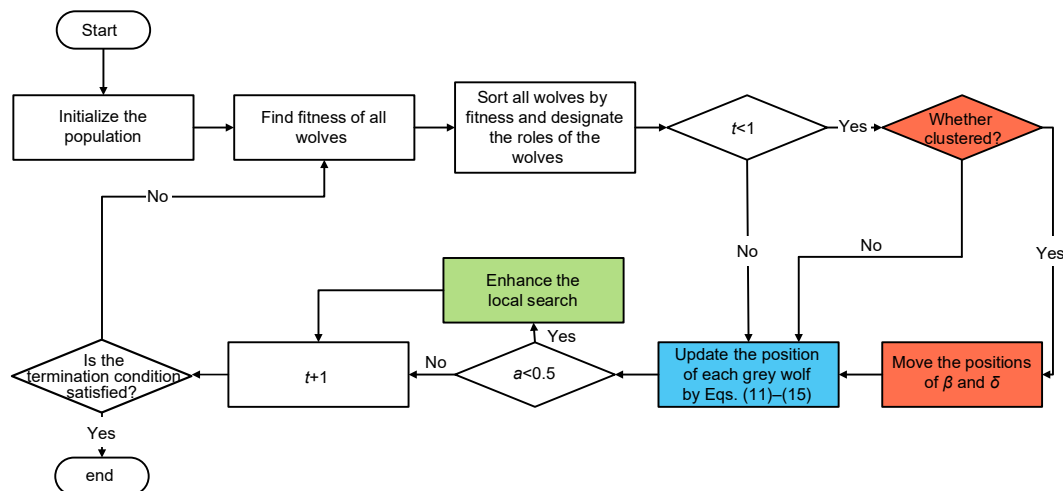 Start
Initialize the
population
Find fitness of all
wolves
Sort all wolves by
fitness and designate
the roles of the
wolves
t<1
Yes
Whether
clustered?
No
No
No
Yes
Enhance the
local search
Yes
Is the
termination condition
satisfied?
t+1
No
a<0.5
Update the position
of each grey wolf
by Eqs. (11)–(15)
Move the positions
of β and δ
Yes
end